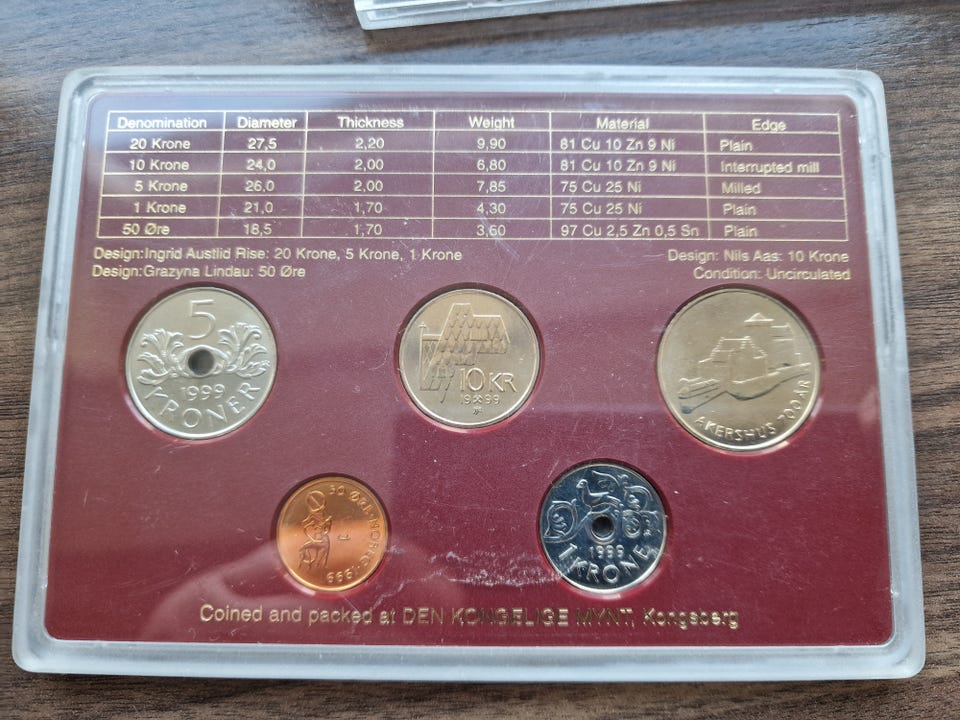 Denomination Diameter Thickness Weight Material Edge
20 Krone 27,5 2,20 9,90 81 Cu 10 Zn 9 Ni Plain
10 Krone 24,0 2,00 6,80 81 Cu 10 Zn 9 Ni Interrupted mill
5 Krone 26,0 2,00 7,85 75 Cu 25 Ni Milled
1 Krone 21,0 1,70 4,30 75 Cu 25 Ni Plain
50 Øre 18,5 1,70 3,60 97 Cu 2,5 Zn 0,5 Sn Plain
Design:Ingrid Austlid Rise: 20 Krone, 5 Krone, 1 Krone
Design: Nils Aas: 10 Krone
Design:Grazyna Lindau: 50 Øre
Condition: Uncirculated
5
1999
KRONER
10 KR
19 99
AKERSHUS 700 ÅR
50 ØRE NORGE 1999
1999
1 KRONE
Coined and packed at DEN KONGELIGE MYNT, Kongsberg